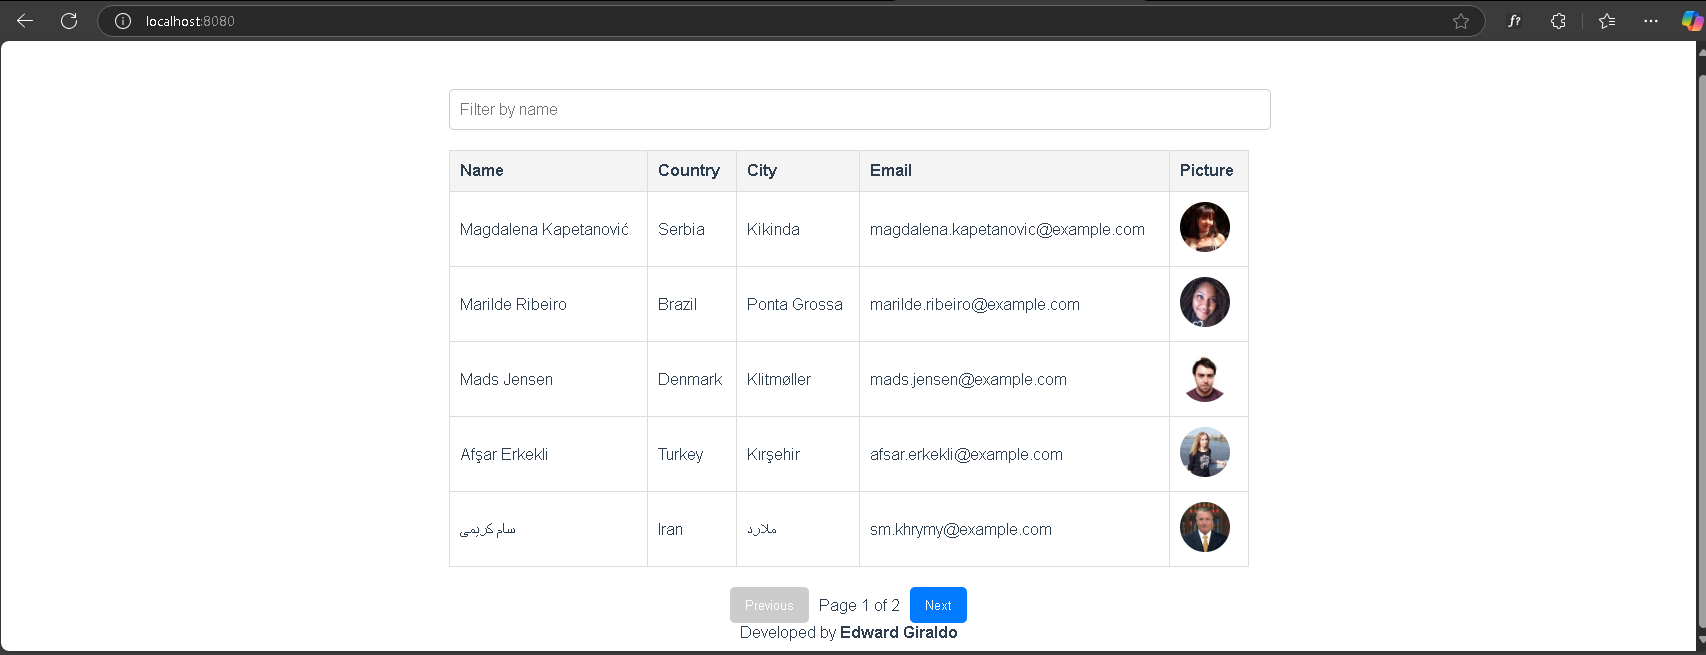 localhost:8080
Filter by name
Name Country City Email Picture
Magdalena Kapetanović Serbia Kikinda magdalena.kapetanovic@example.com
Marilde Ribeiro Brazil Ponta Grossa marilde.ribeiro@example.com
Mads Jensen Denmark Klitmøller mads.jensen@example.com
Afşar Erkekli Turkey Kırşehir afsar.erkekli@example.com
سام کریمی Iran ملارد sm.khrymy@example.com
Previous Page 1 of 2 Next
Developed by Edward Giraldo